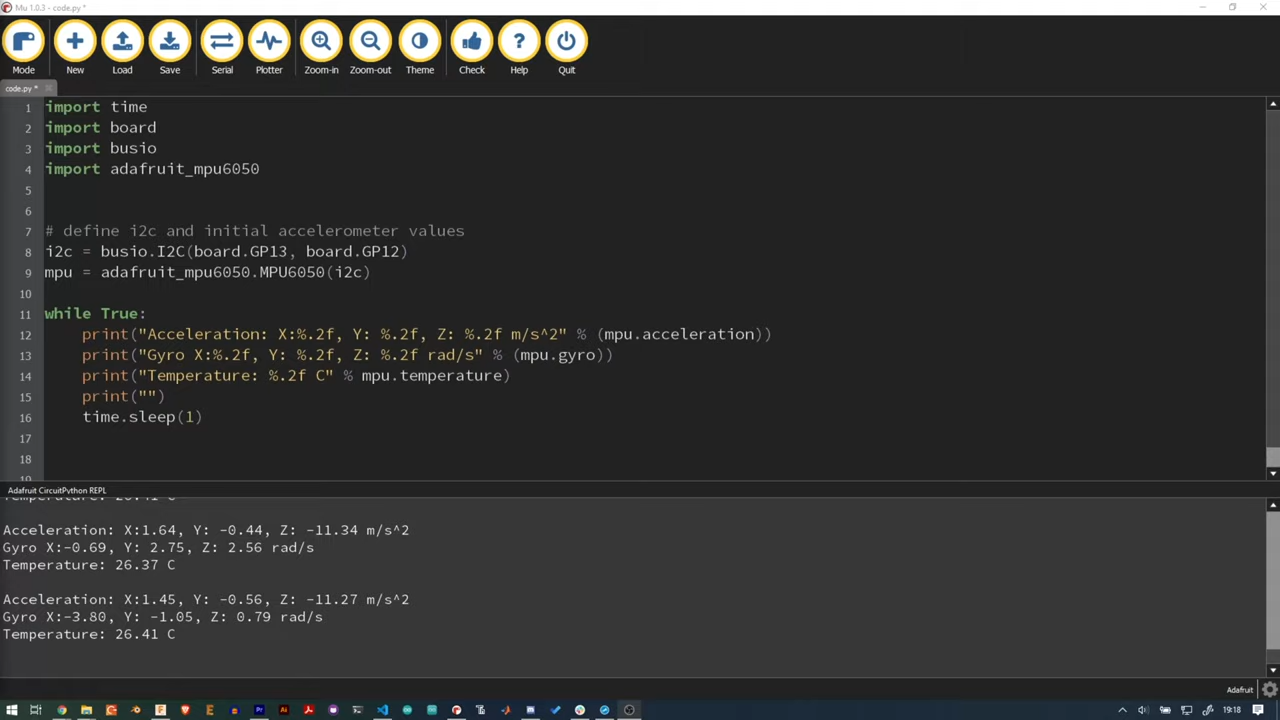 Mu 1.0.3 - code.py *
Mode New Load Save Serial Plotter Zoom-in Zoom-out Theme Check Help Quit
code.py *
1 import time
2 import board
3 import busio
4 import adafruit_mpu6050
5
6
7 # define i2c and initial accelerometer values
8 i2c = busio.I2C(board.GP13, board.GP12)
9 mpu = adafruit_mpu6050.MPU6050(i2c)
10
11 while True:
12     print("Acceleration: X:%.2f, Y: %.2f, Z: %.2f m/s^2" % (mpu.acceleration))
13     print("Gyro X:%.2f, Y: %.2f, Z: %.2f rad/s" % (mpu.gyro))
14     print("Temperature: %.2f C" % mpu.temperature)
15     print("")
16     time.sleep(1)
17
18
19
Adafruit CircuitPython REPL
Temperature: 26.41 C
Acceleration: X:1.64, Y: -0.44, Z: -11.34 m/s^2
Gyro X:-0.69, Y: 2.75, Z: 2.56 rad/s
Temperature: 26.37 C
Acceleration: X:1.45, Y: -0.56, Z: -11.27 m/s^2
Gyro X:-3.80, Y: -1.05, Z: 0.79 rad/s
Temperature: 26.41 C
Adafruit
19:18